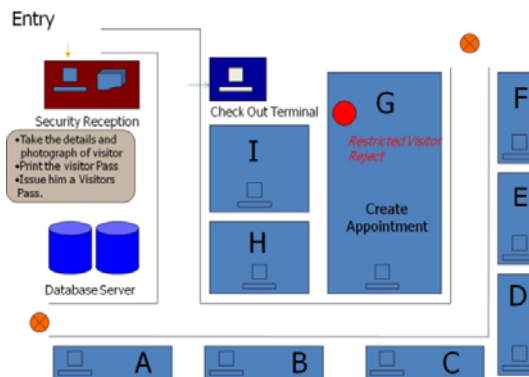 Entry
Security Reception
•Take the details and
photograph of visitor
•Print the visitor Pass
•Issue him a Visitors
Pass.
Database Server
Check Out Terminal
I
H
G
Restricted Visitor
Reject
Create
Appointment
F
E
D
A
B
C